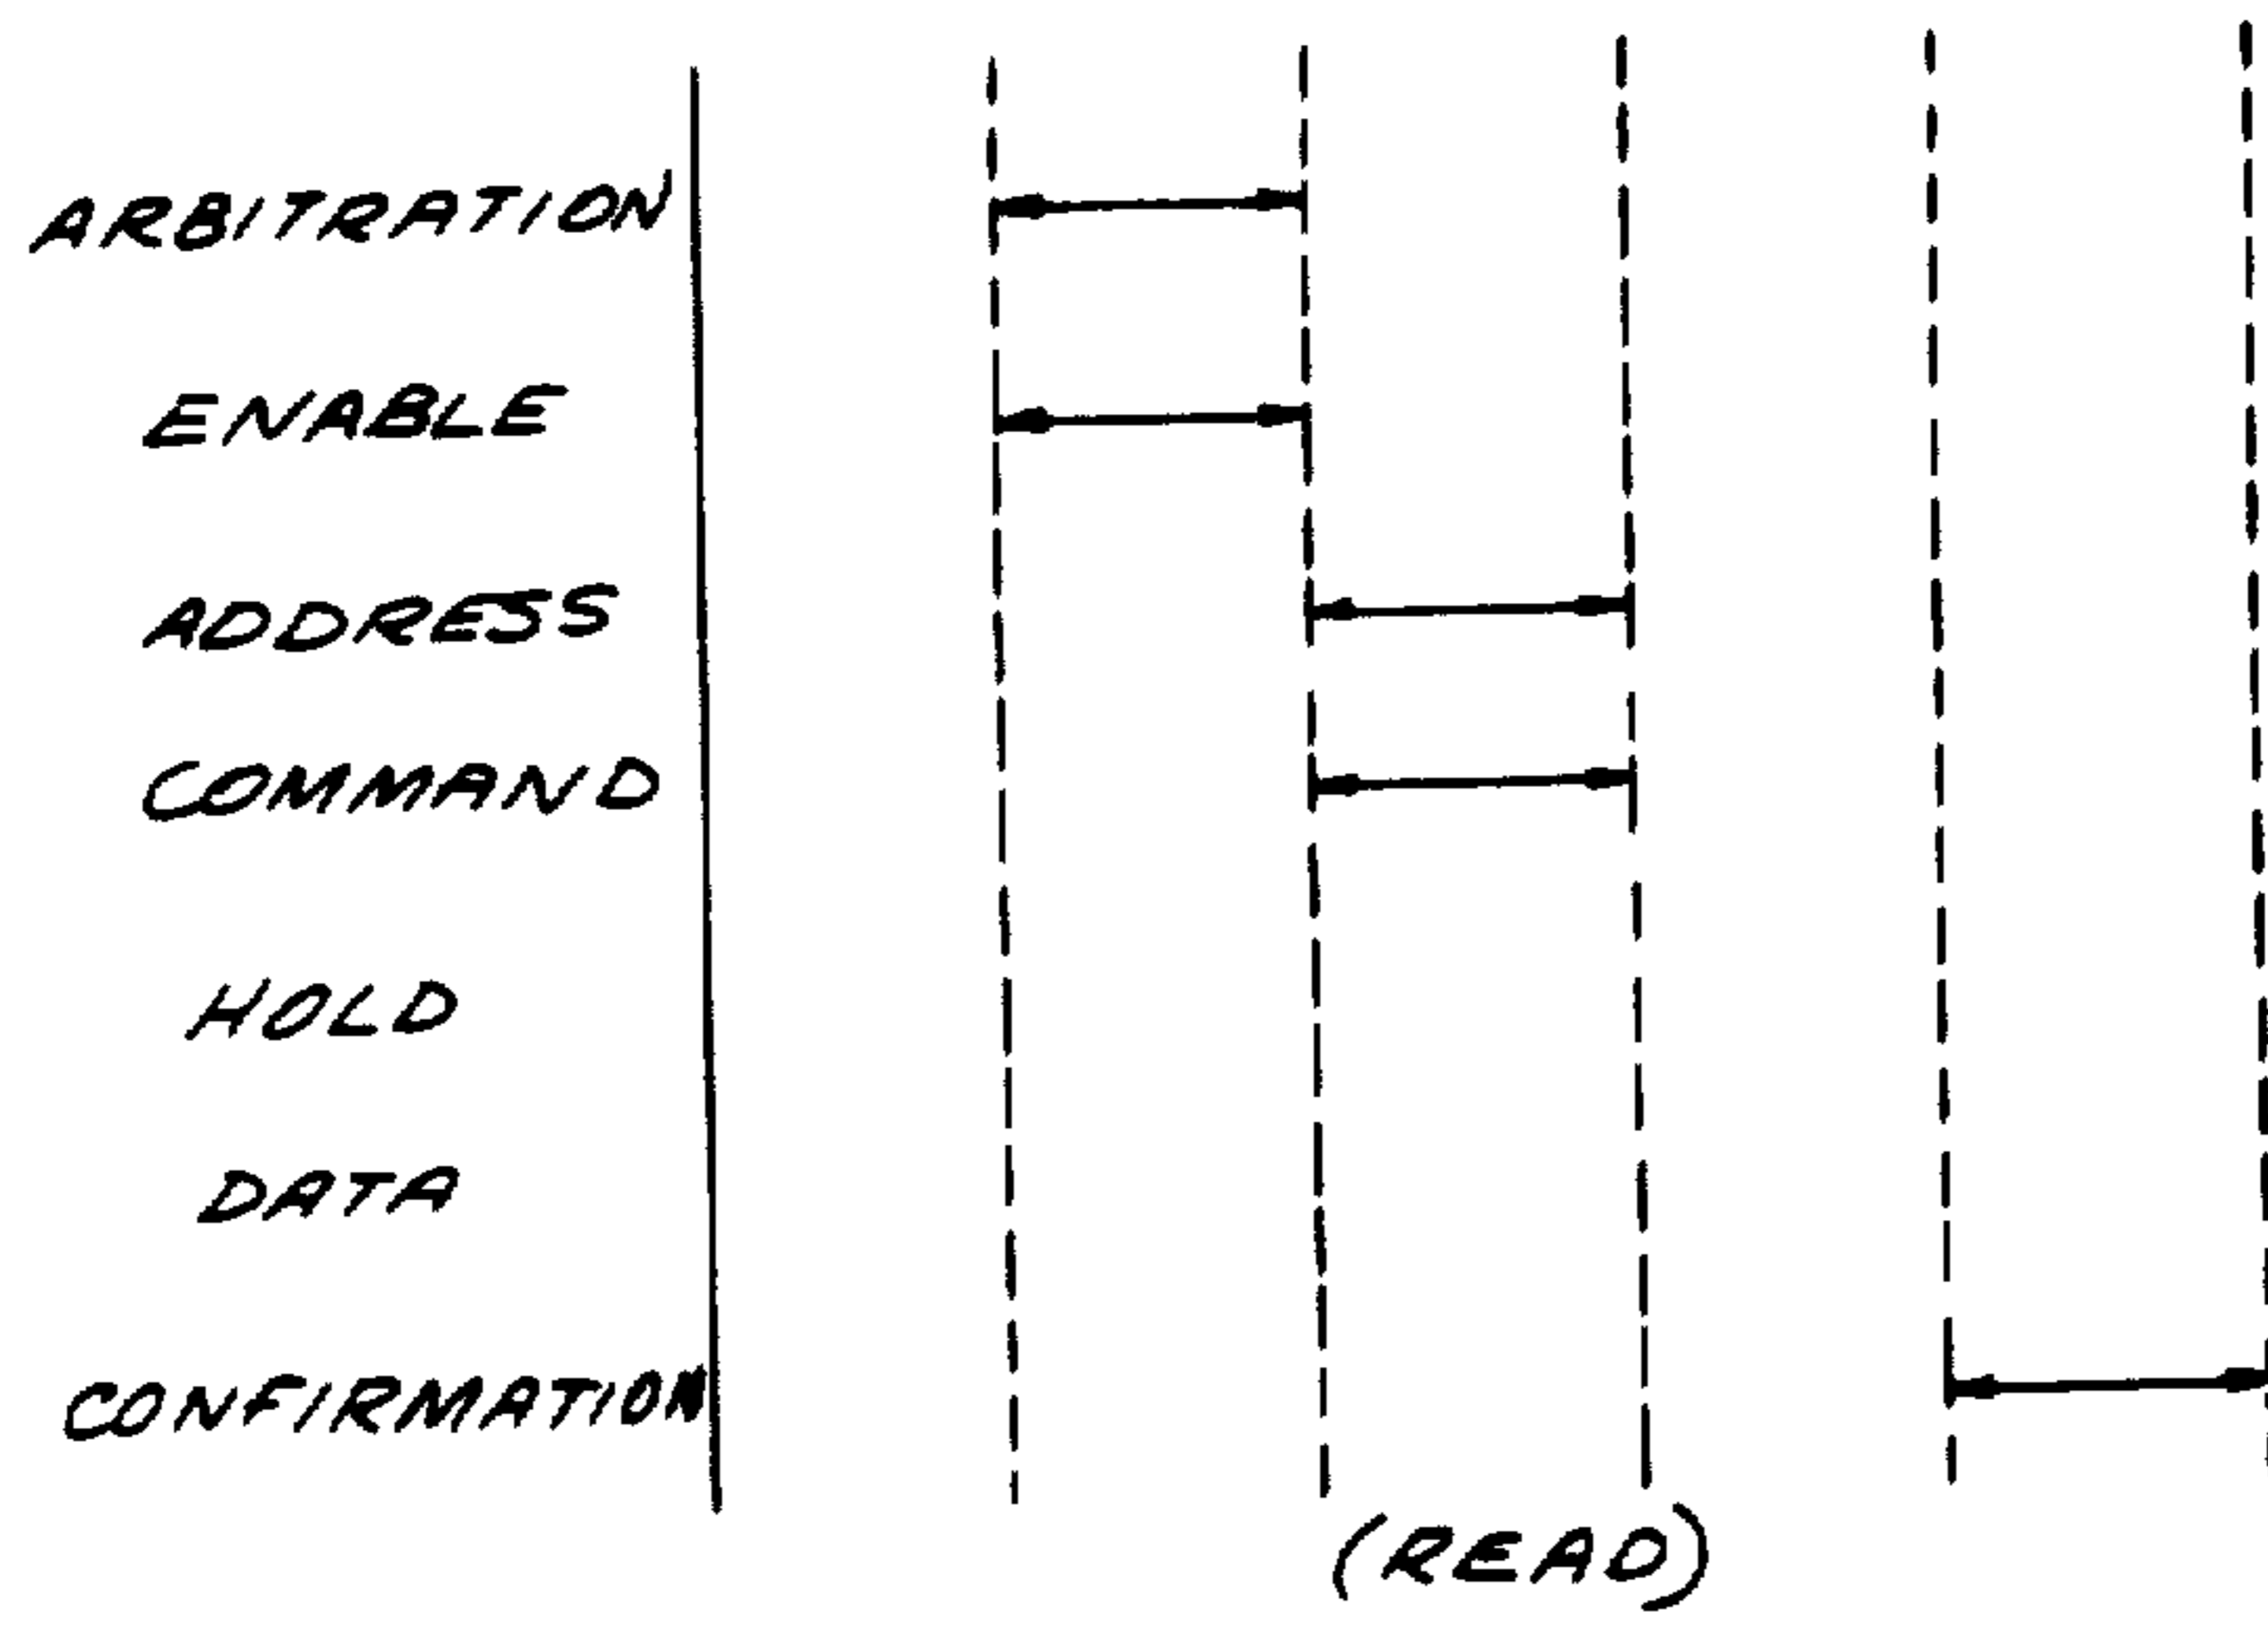 ARBITRATION
ENABLE
ADDRESS
COMMAND
HOLD
DATA
CONFIRMATION
(READ)